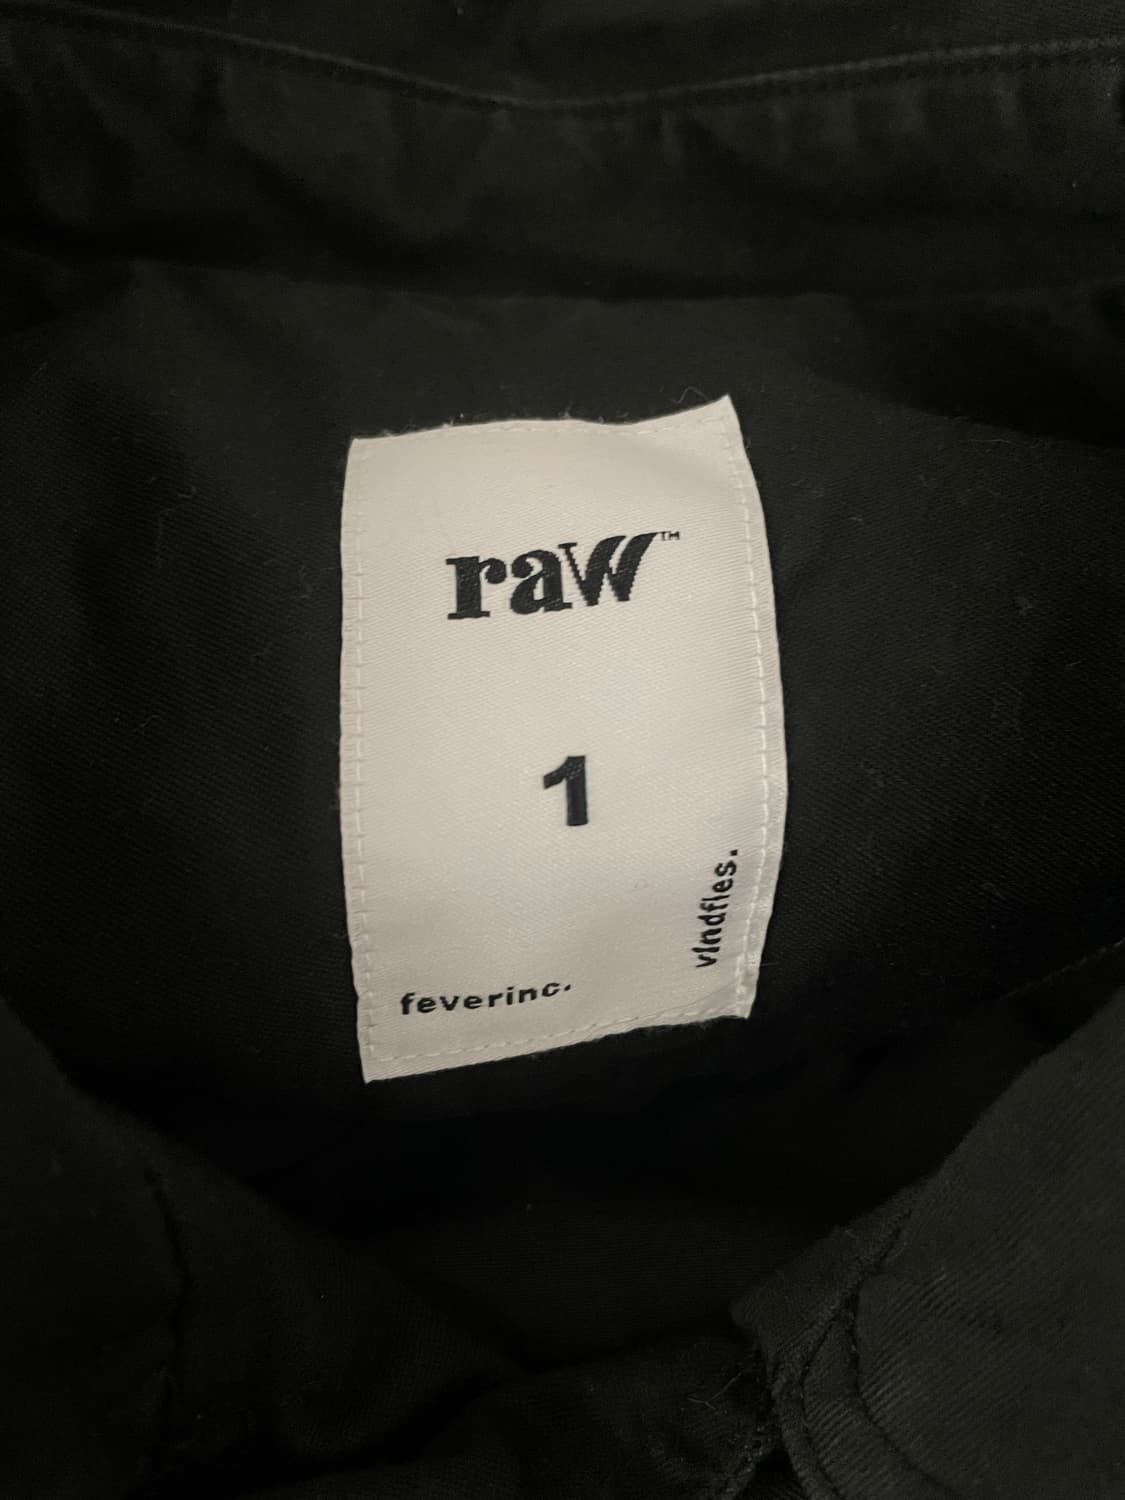 raw™
1
vindfles.
feverinc.